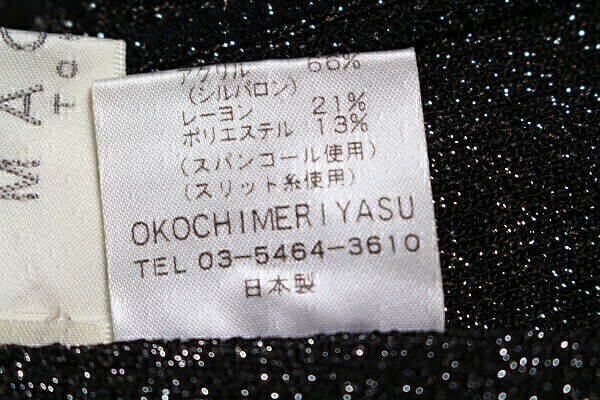 アクリル 66%
(シルパロン)
レーヨン 21%
ポリエステル 13%
(スパンコール使用)
(スリット糸使用)
OKOCHIMERIYASU
TEL 03-5464-3610
日本製